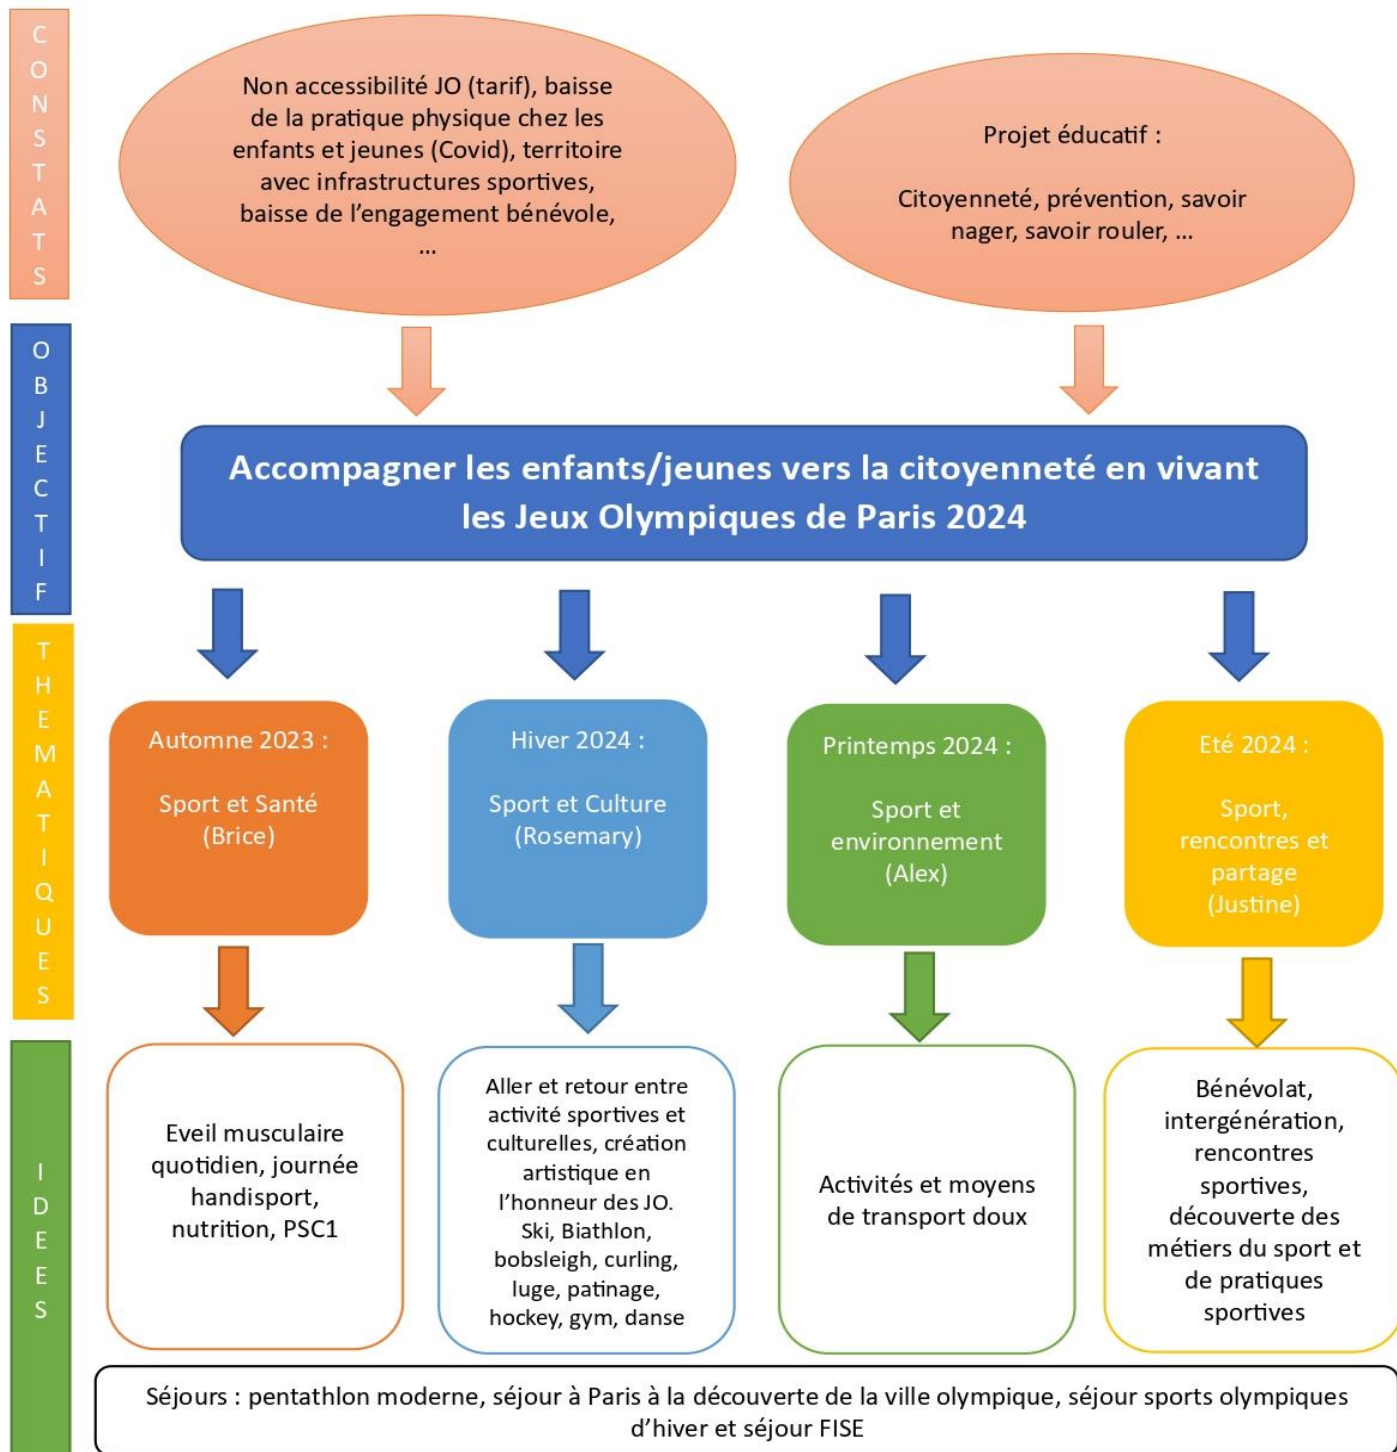 CONSTATS
Non accessibilité JO (tarif), baisse
de la pratique physique chez les
enfants et jeunes (Covid), territoire
avec infrastructures sportives,
baisse de l'engagement bénévole,
...
Projet éducatif :
Citoyenneté, prévention, savoir
nager, savoir rouler, ...
OBJECTIF
Accompagner les enfants/jeunes vers la citoyenneté en vivant
les Jeux Olympiques de Paris 2024
THEMATIQUES
Automne 2023 :
Sport et Santé
(Brice)
Hiver 2024 :
Sport et Culture
(Rosemary)
Printemps 2024 :
Sport et
environnement
(Alex)
Eté 2024 :
Sport,
rencontres et
partage
(Justine)
IDEES
Eveil musculaire
quotidien, journée
handisport,
nutrition, PSC1
Aller et retour entre
activité sportives et
culturelles, création
artistique en
l'honneur des JO.
Ski, Biathlon,
bobsleigh, curling,
luge, patinage,
hockey, gym, danse
Activités et moyens
de transport doux
Bénévolat,
intergénération,
rencontres
sportives,
découverte des
métiers du sport et
de pratiques
sportives
Séjours : pentathlon moderne, séjour à Paris à la découverte de la ville olympique, séjour sports olympiques
d'hiver et séjour FISE